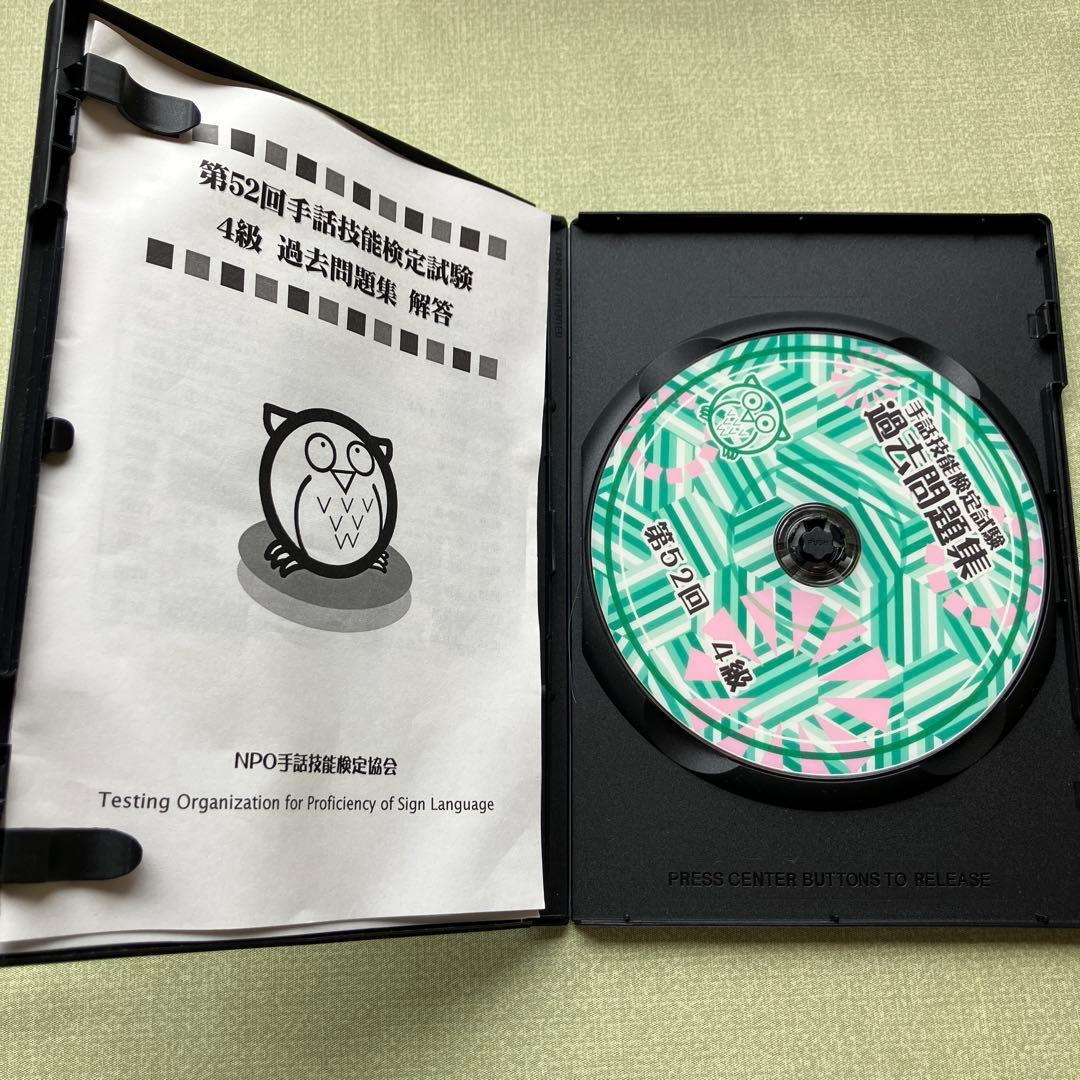 第52回手話技能検定試験
4級 過去問題集 解答
NPO手話技能検定協会
Testing Organization for Proficiency of Sign Language
手話技能検定試験
過去問題集
第52回
4級
PUSH
PRESS CENTER BUTTONS TO RELEASE